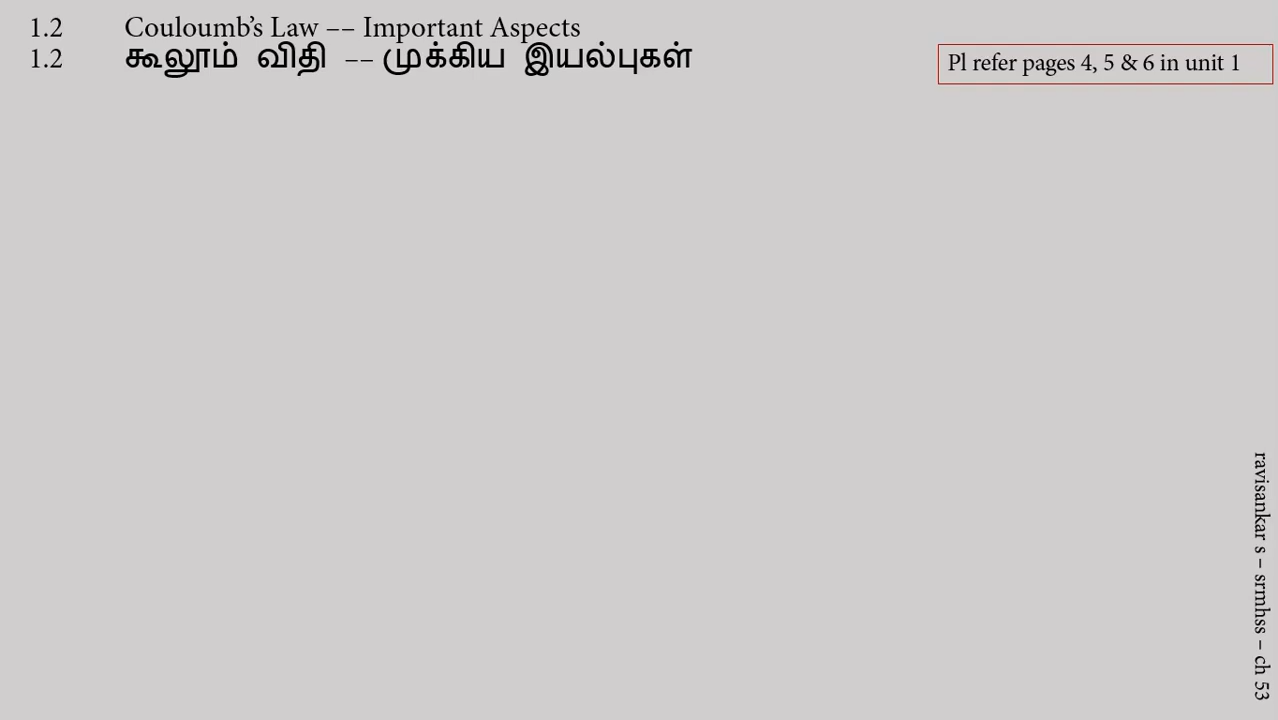 1.2 Couloumb's Law –– Important Aspects
1.2 கூலூம் விதி –– முக்கிய இயல்புகள்
Pl refer pages 4, 5 & 6 in unit 1
ravisankar s – srmhss – ch 53